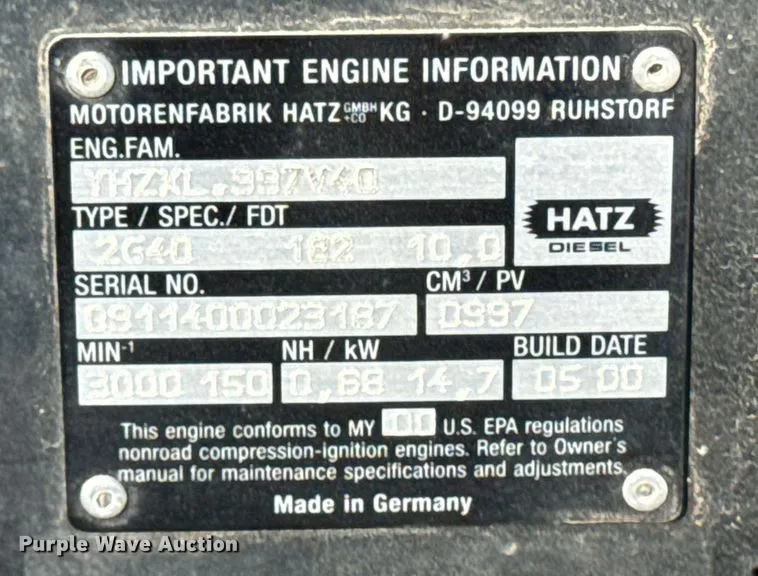 IMPORTANT ENGINE INFORMATION
MOTORENFABRIK HATZ GMBH +CO KG · D-94099 RUHSTORF
ENG.FAM.
YHZXL.997V40
TYPE / SPEC./ FDT
2G40 182 10,0
HATZ
DIESEL
SERIAL NO.
CM³ / PV
0911400023187
0997
MIN-¹
NH / kW
BUILD DATE
3000 150
0,68 14,7
05 00
This engine conforms to MY U.S. EPA regulations
nonroad compression-ignition engines. Refer to Owner's
manual for maintenance specifications and adjustments.
Made in Germany
Purple Wave Auction